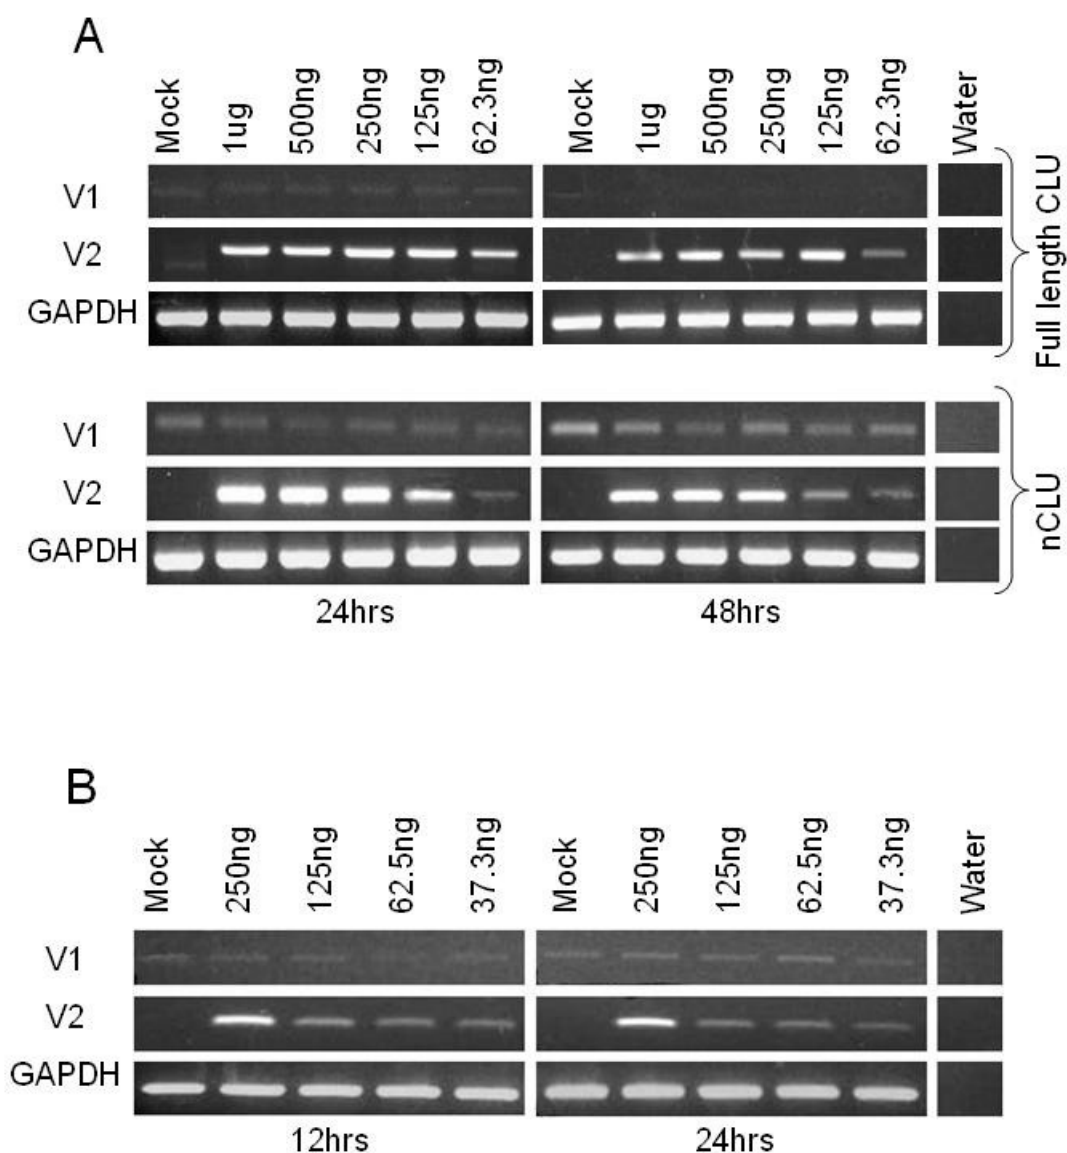 A
Mock 1ug 500ng 250ng 125ng 62.3ng Mock 1ug 500ng 250ng 125ng 62.3ng Water
V1
V2
GAPDH
Full length CLU
V1
V2
GAPDH
nCLU
24hrs 48hrs
B
Mock 250ng 125ng 62.5ng 37.3ng Mock 250ng 125ng 62.5ng 37.3ng Water
V1
V2
GAPDH
12hrs 24hrs